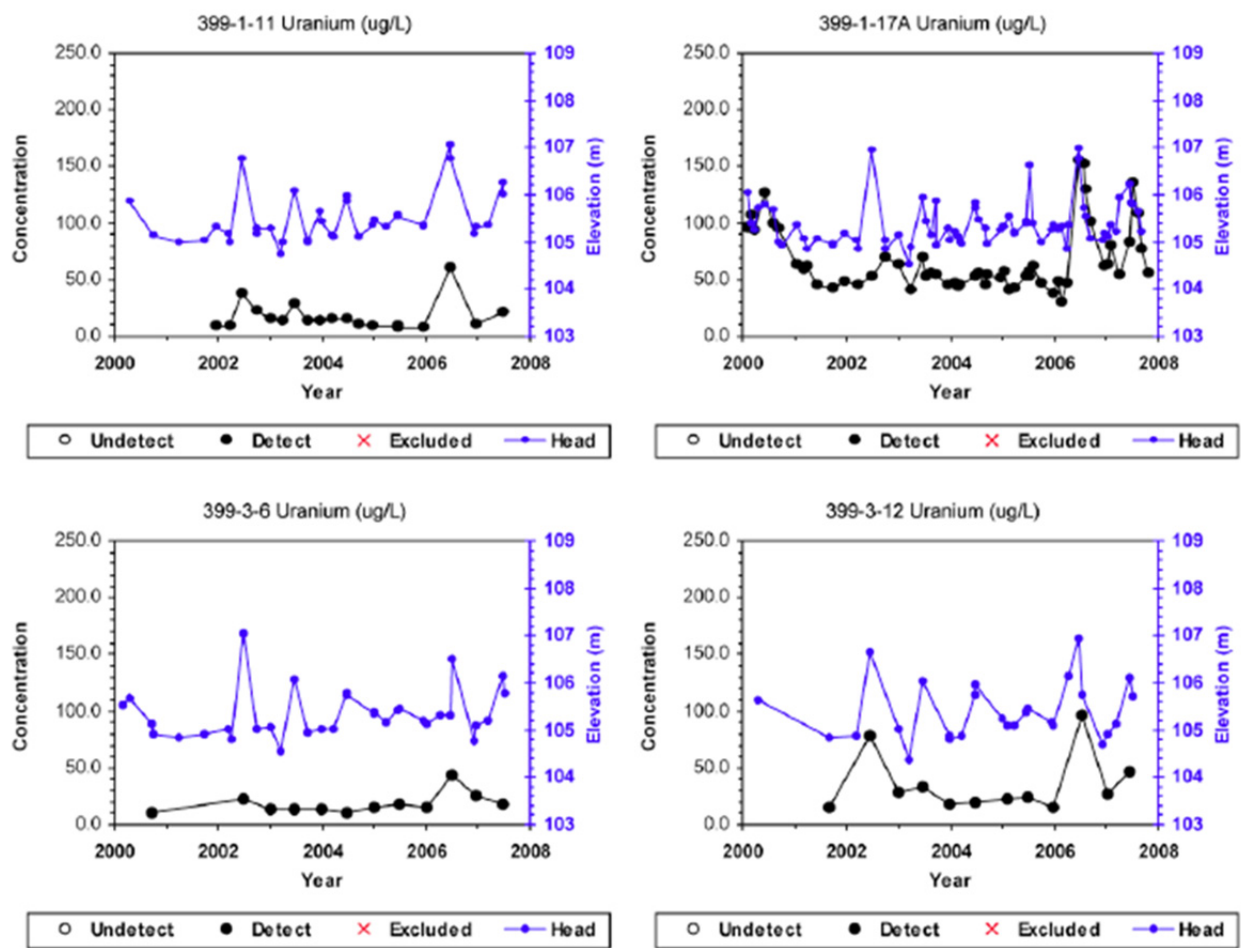 399-1-11 Uranium (ug/L)
250.0
200.0
150.0
100.0
50.0
0.0
Concentration
109
108
107
106
105
104
103
Elevation (m)
2000 2002 2004 2006 2008
Year
Undetect Detect Excluded Head
399-1-17A Uranium (ug/L)
250.0
200.0
150.0
100.0
50.0
0.0
Concentration
109
108
107
106
105
104
103
Elevation (m)
2000 2002 2004 2006 2008
Year
Undetect Detect Excluded Head
399-3-6 Uranium (ug/L)
250.0
200.0
150.0
100.0
50.0
0.0
Concentration
109
108
107
106
105
104
103
Elevation (m)
2000 2002 2004 2006 2008
Year
Undetect Detect Excluded Head
399-3-12 Uranium (ug/L)
250.0
200.0
150.0
100.0
50.0
0.0
Concentration
109
108
107
106
105
104
103
Elevation (m)
2000 2002 2004 2006 2008
Year
Undetect Detect Excluded Head